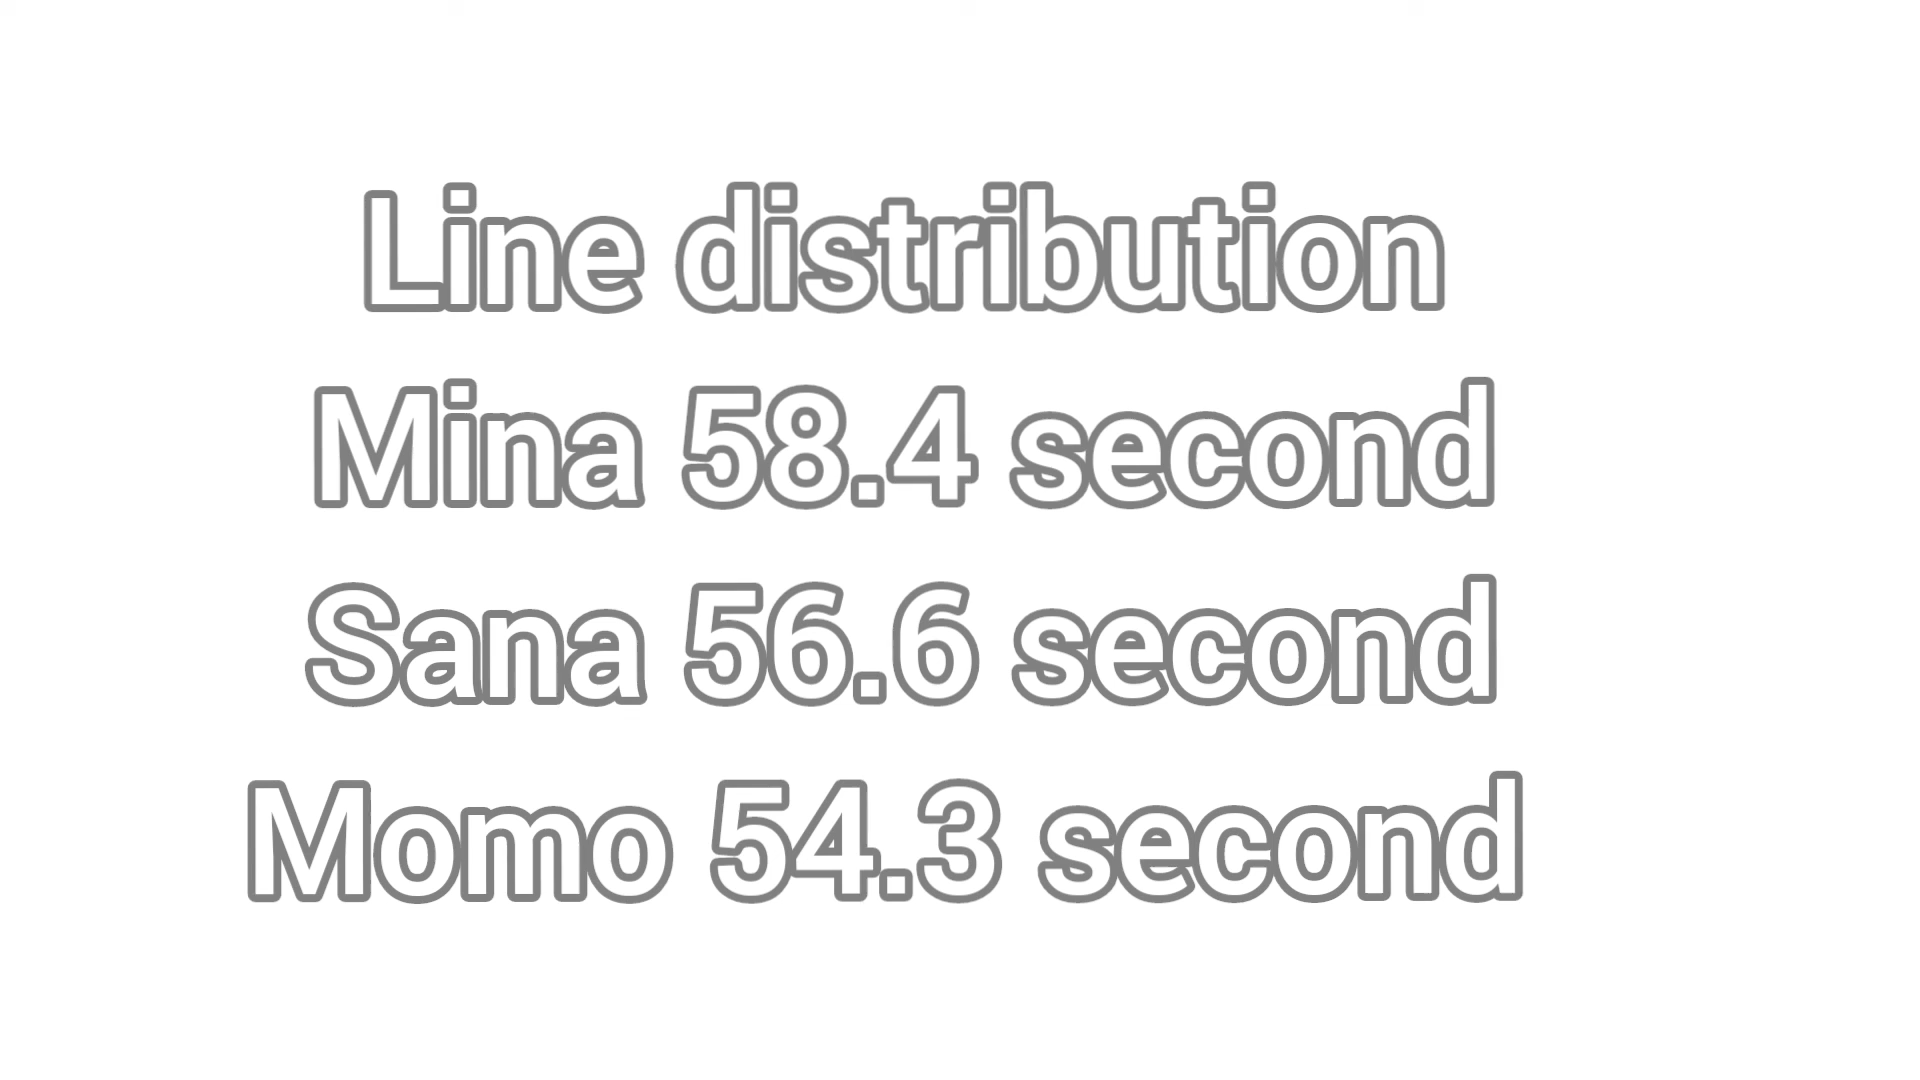 Line distribution
Mina 58.4 second
Sana 56.6 second
Momo 54.3 second